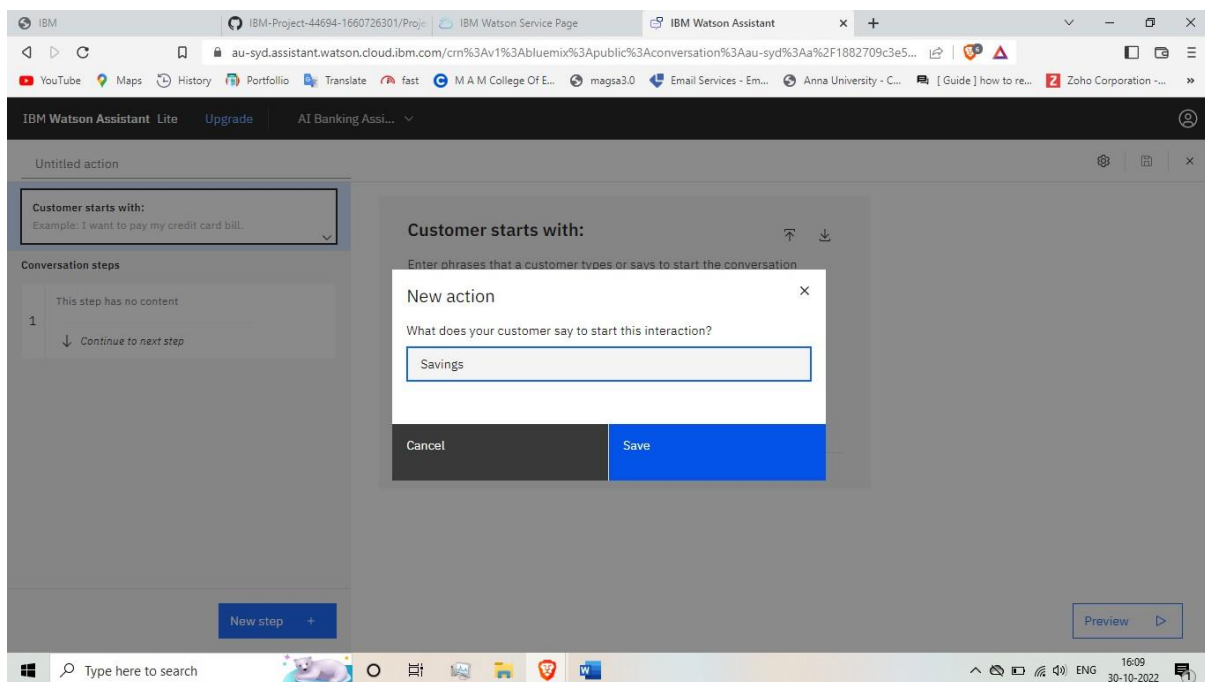 IBM
IBM-Project-44694-1660726301/Proje
IBM Watson Service Page
IBM Watson Assistant
au-syd.assistant.watson.cloud.ibm.com/crn%3Av1%3Abluemix%3Apublic%3Aconversation%3Aau-syd%3Aa%2F1882709c3e5...
YouTube Maps History Portfollio Translate fast M A M College Of E... magsa3.0 Email Services - Em... Anna University - C... [ Guide ] how to re... Zoho Corporation -... »
IBM Watson Assistant Lite Upgrade AI Banking Assi...
Untitled action
Customer starts with:
Example: I want to pay my credit card bill.
Conversation steps
1
This step has no content
Continue to next step
New step +
Customer starts with:
Enter phrases that a customer types or says to start the conversation
New action
What does your customer say to start this interaction?
Savings
Cancel
Save
Preview
Type here to search
ENG
16:09
30-10-2022